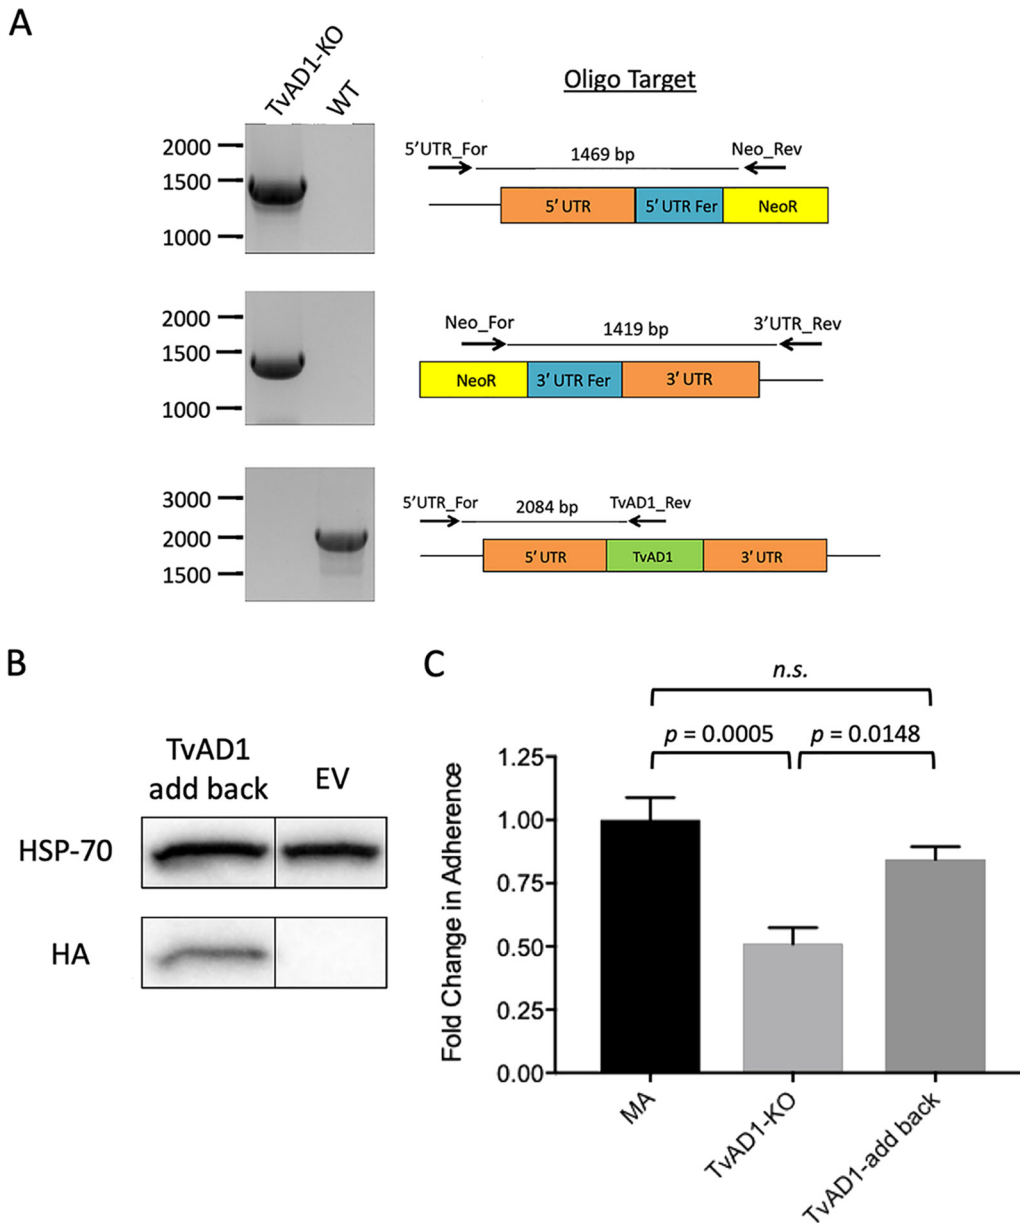 A
TvAD1-KO
WT
Oligo Target
2000
1500
1000
5'UTR_For
1469 bp
Neo_Rev
5' UTR
5' UTR Fer
NeoR
2000
1500
1000
Neo_For
1419 bp
3'UTR_Rev
NeoR
3' UTR Fer
3' UTR
3000
2000
1500
5'UTR_For
2084 bp
TvAD1_Rev
5' UTR
TvAD1
3' UTR
B
TvAD1
add back
EV
HSP-70
HA
C
n.s.
p = 0.0005
p = 0.0148
Fold Change in Adherence
1.25
1.00
0.75
0.50
0.25
0.00
MA
TvAD1-KO
TvAD1-add back